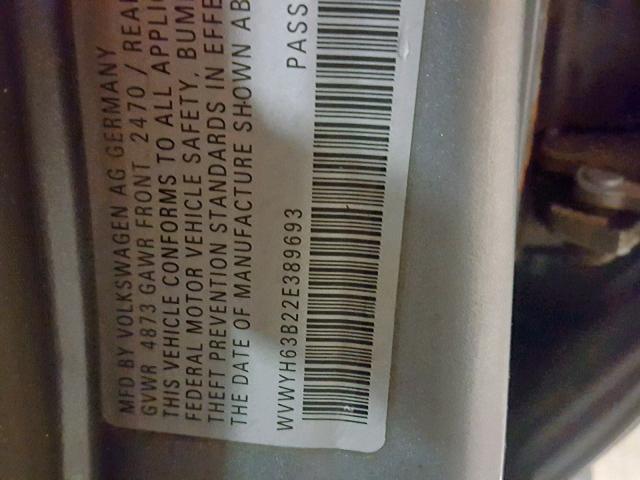 MFD BY VOLKSWAGEN AG GERMANY
GVWR 4873 GAWR FRONT 2470 / REAR
THIS VEHICLE CONFORMS TO ALL APPLIC
FEDERAL MOTOR VEHICLE SAFETY, BUM
THEFT PREVENTION STANDARDS IN EFFE
THE DATE OF MANUFACTURE SHOWN AB
WVWYH63B22E389693 PASS